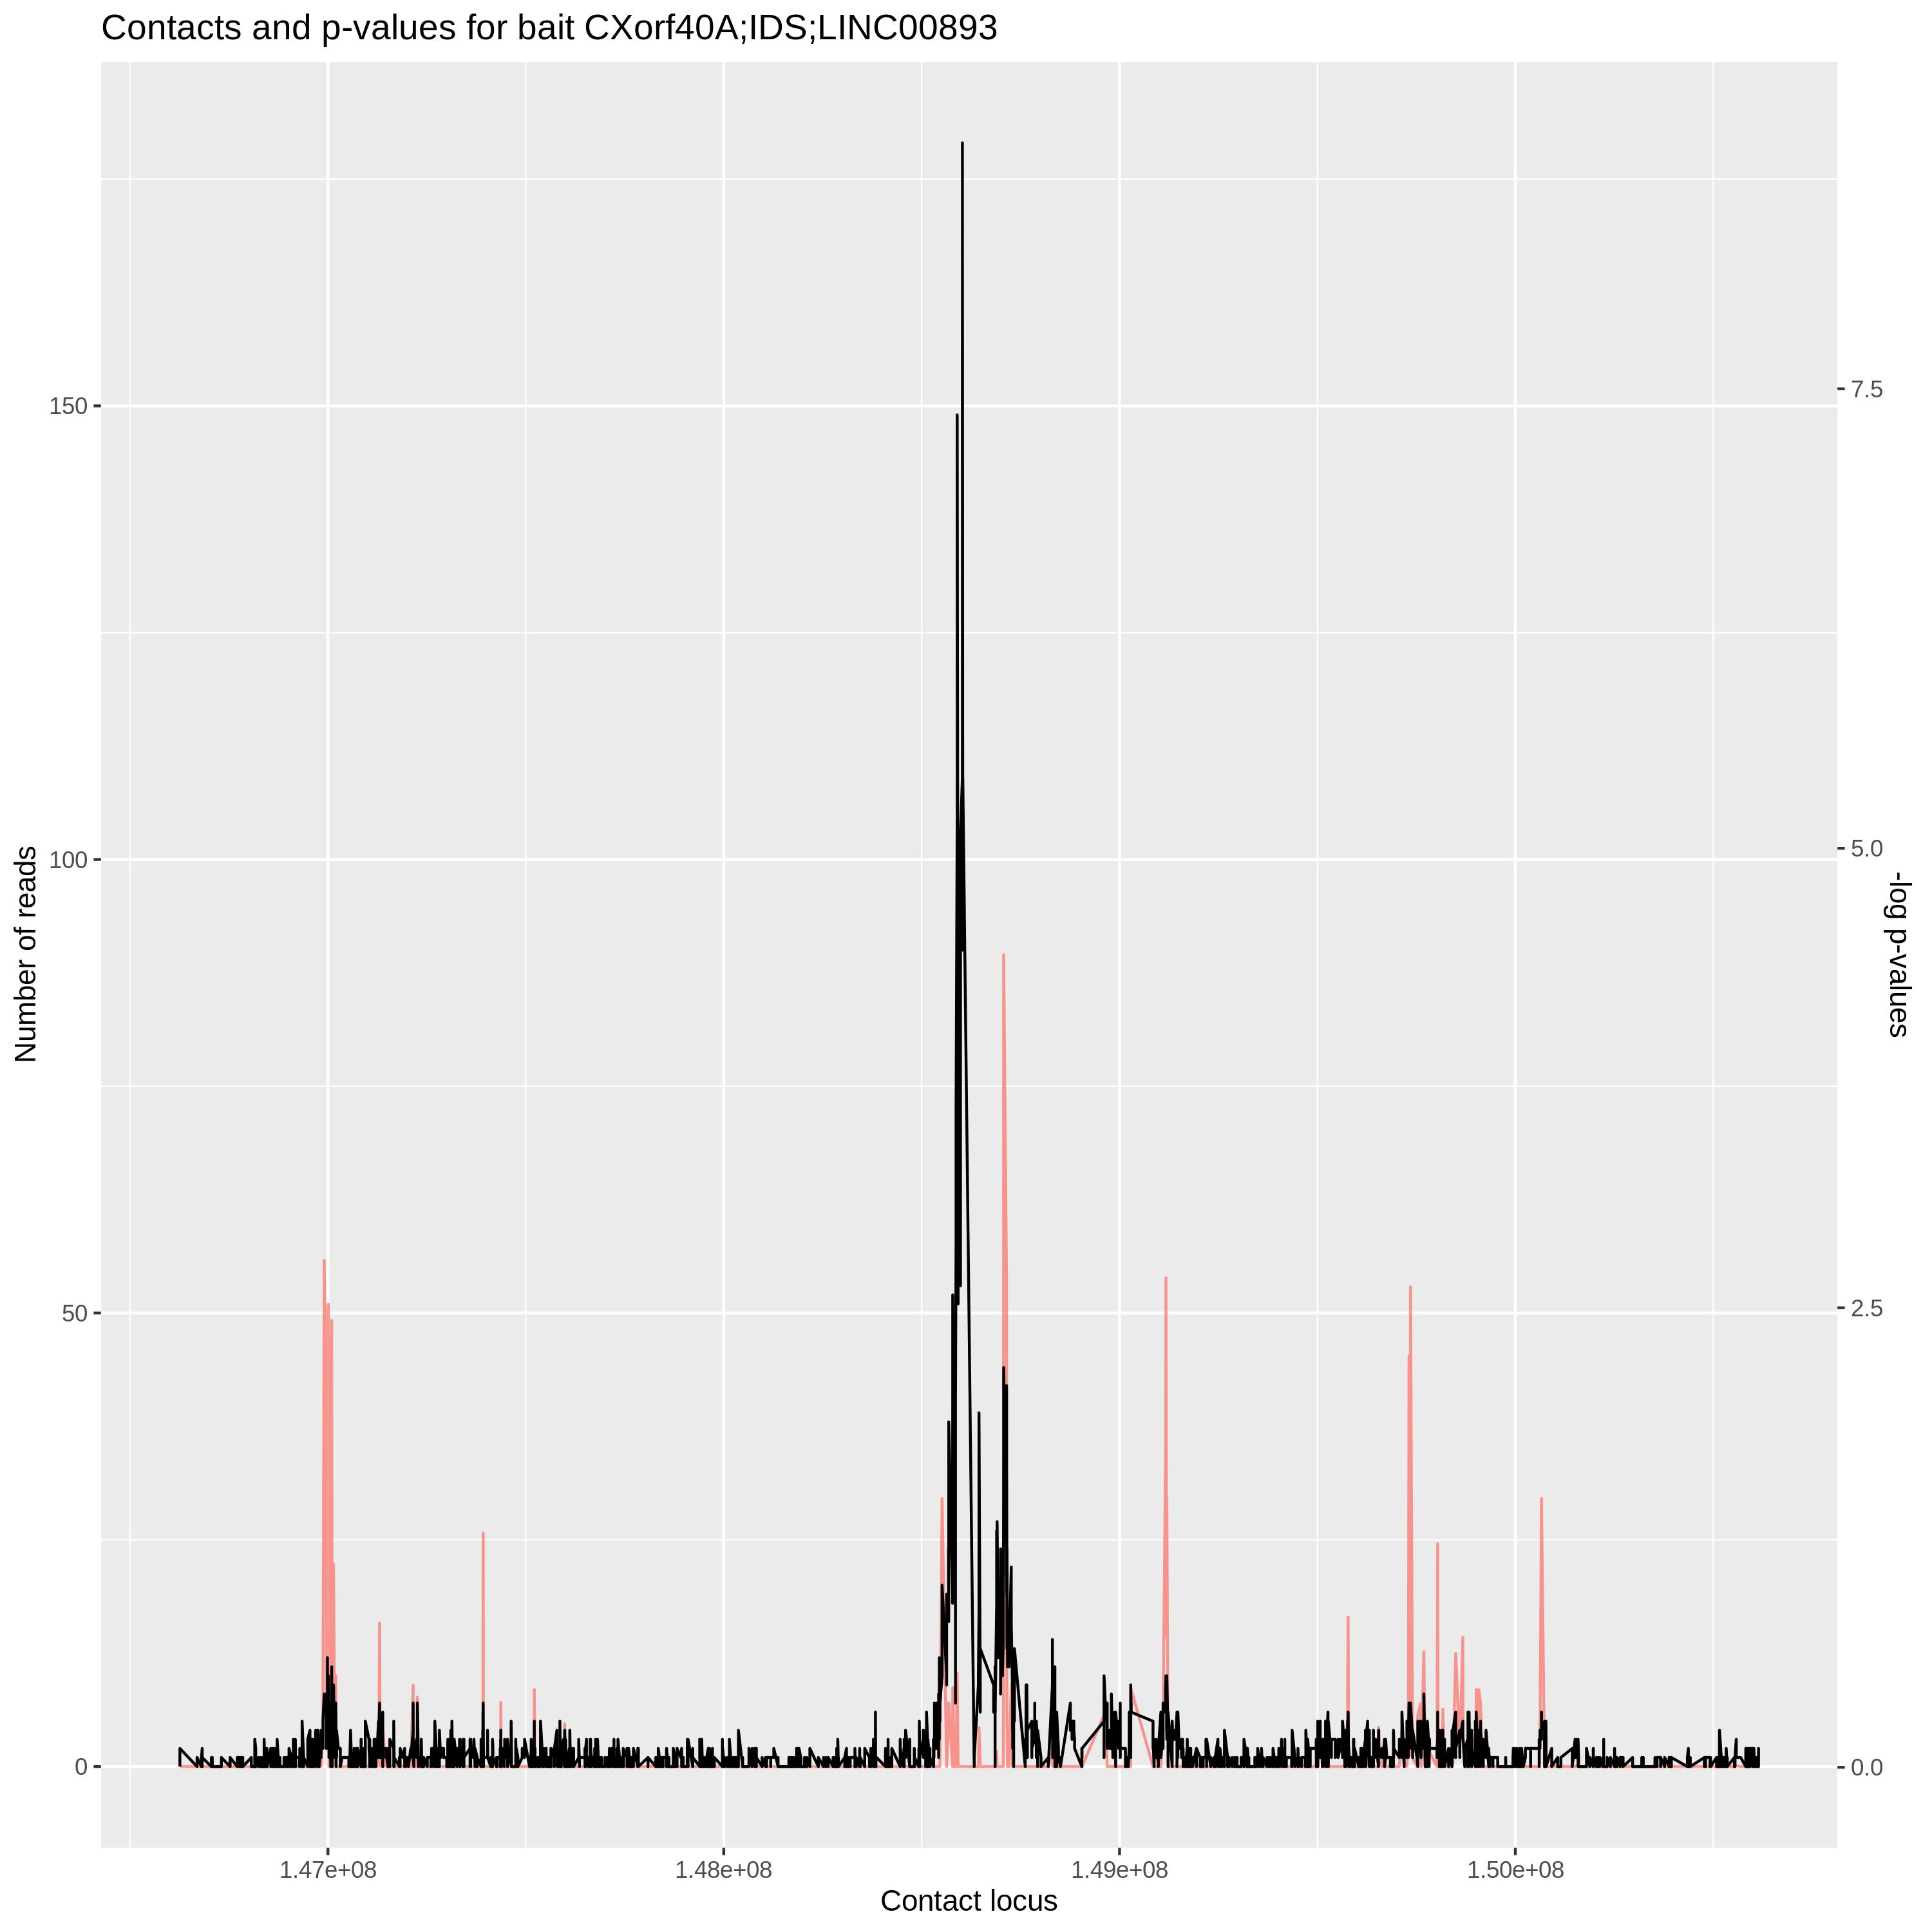 Contacts and p-values for bait CXorf40A;IDS;LINC00893
150
100
50
0
Number of reads
7.5
5.0
2.5
0.0
-log p-values
1.47e+08 1.48e+08 1.49e+08 1.50e+08
Contact locus